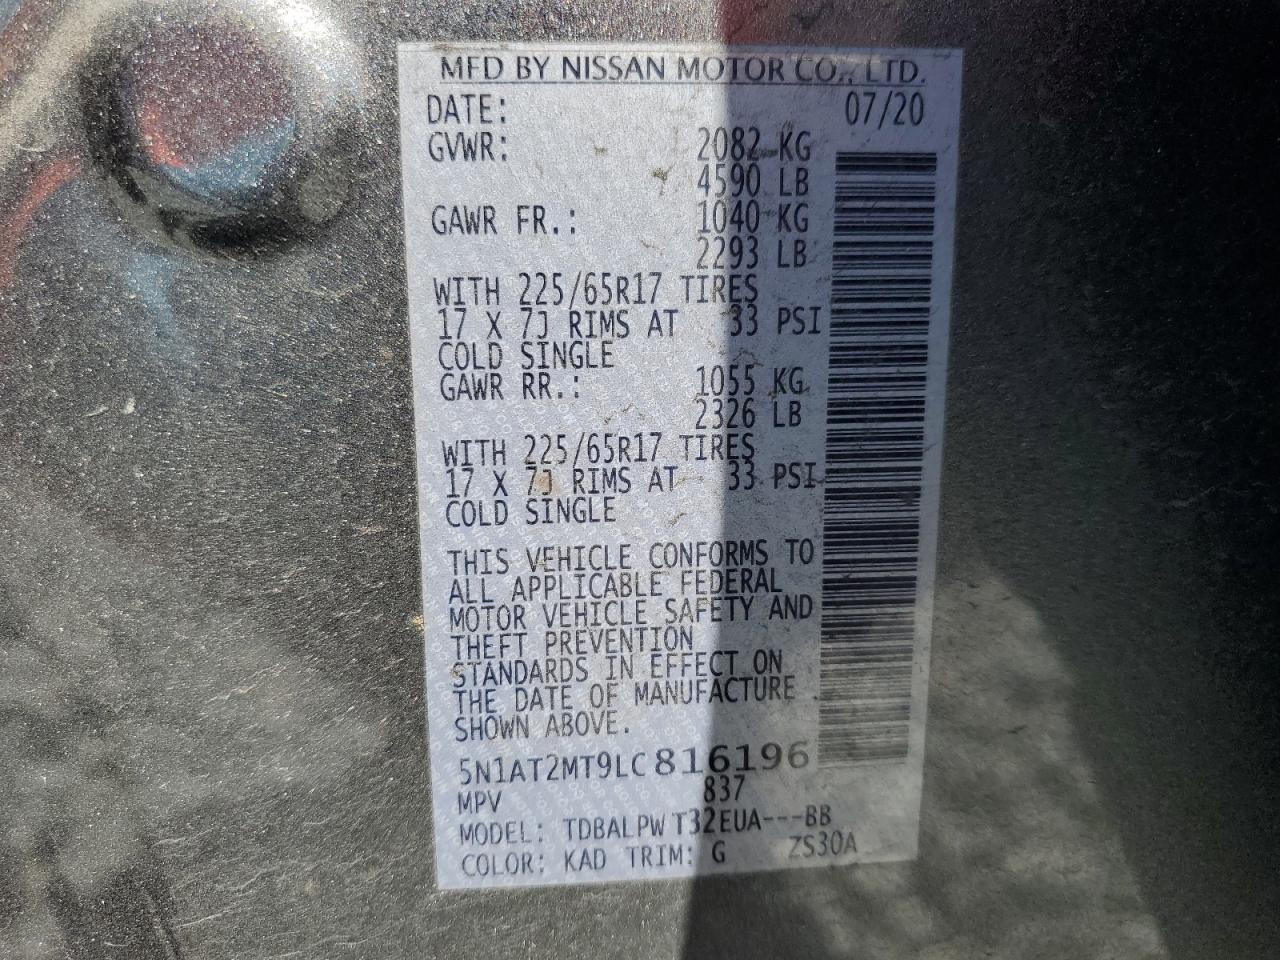 MFD BY NISSAN MOTOR CO., LTD.
DATE: 07/20
GVWR: 2082 KG
4590 LB
GAWR FR.: 1040 KG
2293 LB
WITH 225/65R17 TIRES
17 X 7J RIMS AT 33 PSI
COLD SINGLE
GAWR RR.: 1055 KG
2326 LB
WITH 225/65R17 TIRES
17 X 7J RIMS AT 33 PSI
COLD SINGLE
THIS VEHICLE CONFORMS TO
ALL APPLICABLE FEDERAL
MOTOR VEHICLE SAFETY AND
THEFT PREVENTION
STANDARDS IN EFFECT ON
THE DATE OF MANUFACTURE
SHOWN ABOVE.
5N1AT2MT9LC816196
MPV 837
MODEL: TDBALPW T32EUA---BB
COLOR: KAD TRIM: G ZS30A